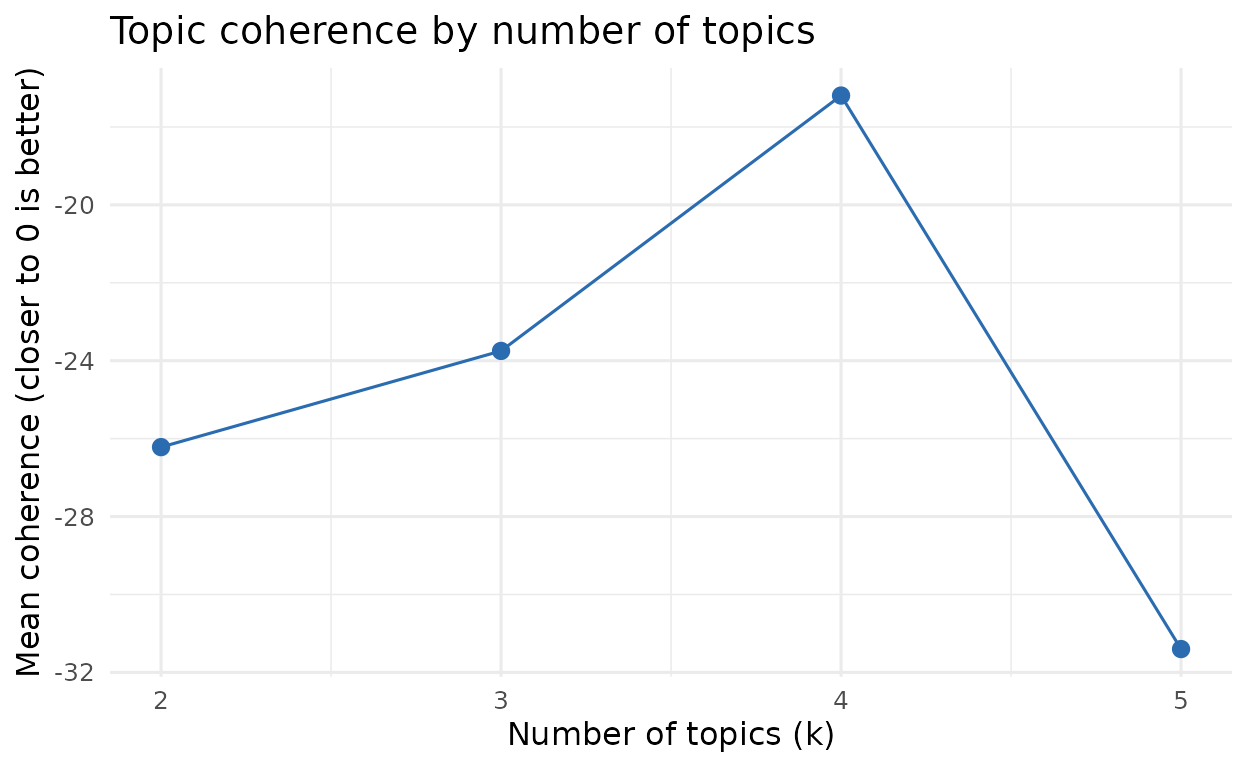 Topic coherence by number of topics
Mean coherence (closer to 0 is better)
-20
-24
-28
-32
2 3 4 5
Number of topics (k)